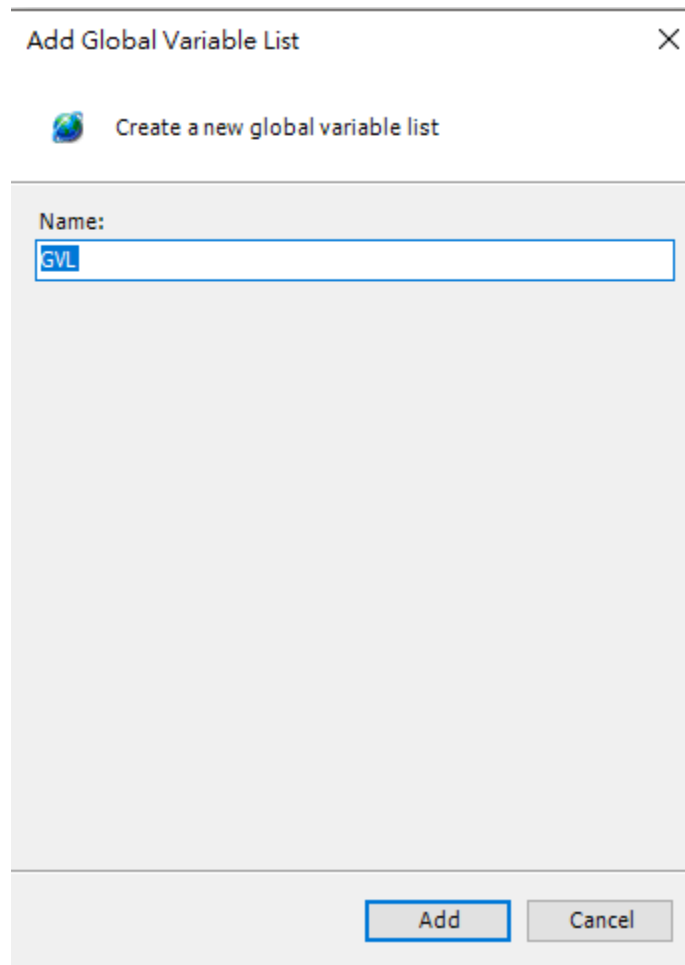 Add Global Variable List
Create a new global variable list
Name:
GVL
Add
Cancel